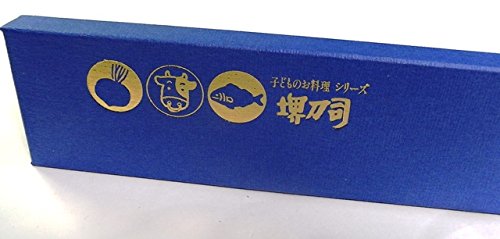 子どものお料理 シリーズ
堺刀司